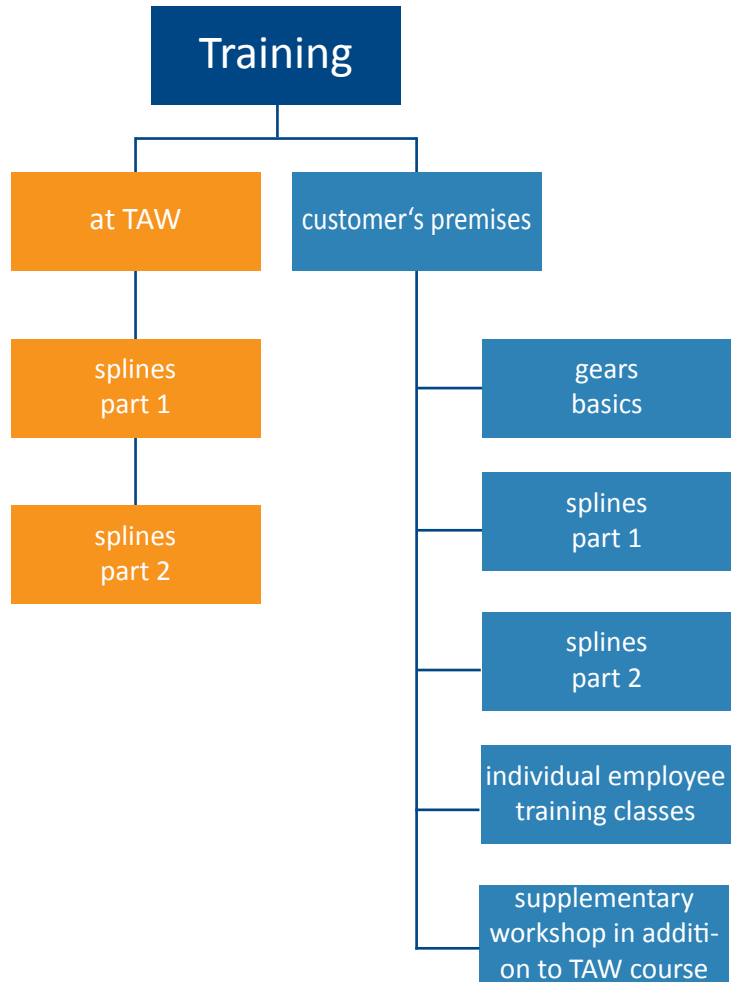 Training
at TAW
customer‘s premises
splines
part 1
splines
part 2
gears
basics
splines
part 1
splines
part 2
individual employee
training classes
supplementary
workshop in additi-
on to TAW course